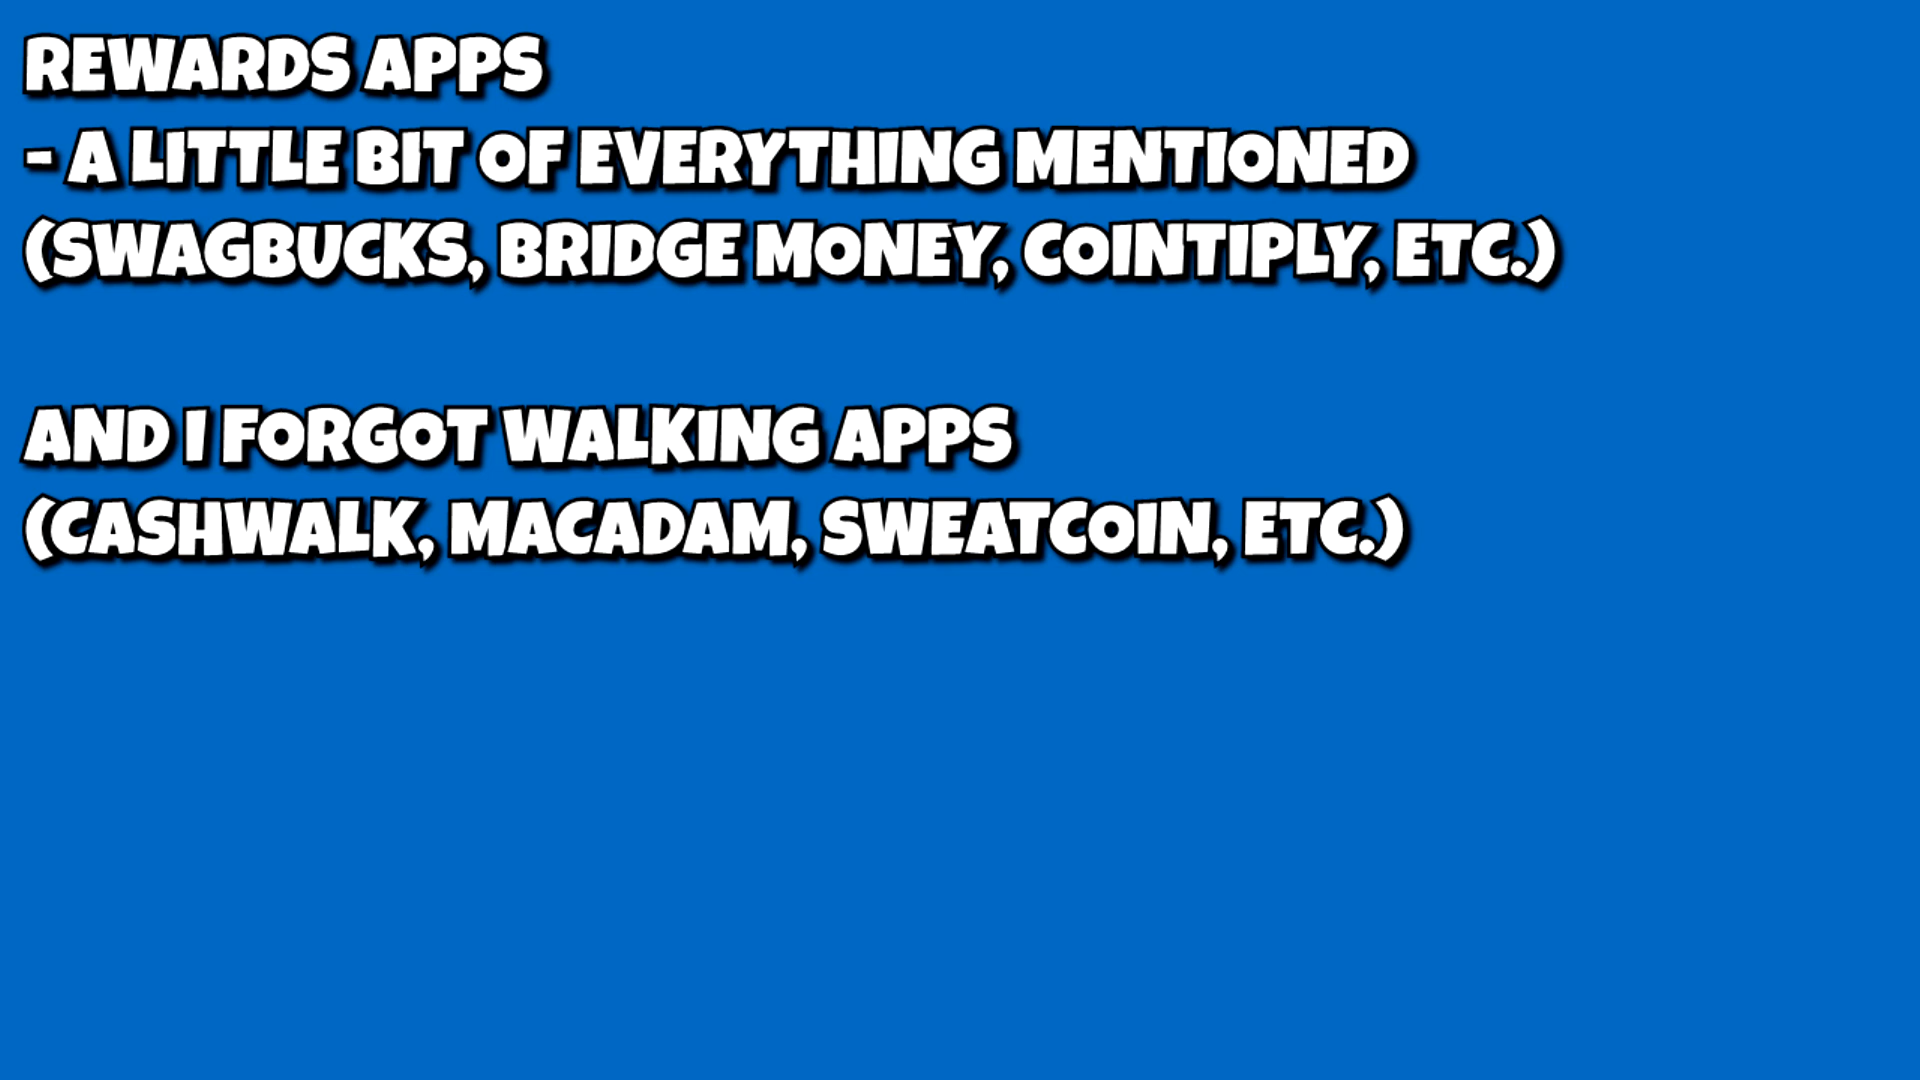 REWARDS APPS
- A LITTLE BIT OF EVERYTHING MENTIONED
(SWAGBUCKS, BRIDGE MONEY, COINTIPLY, ETC.)
AND I FORGOT WALKING APPS
(CASHWALK, MACADAM, SWEATCOIN, ETC.)